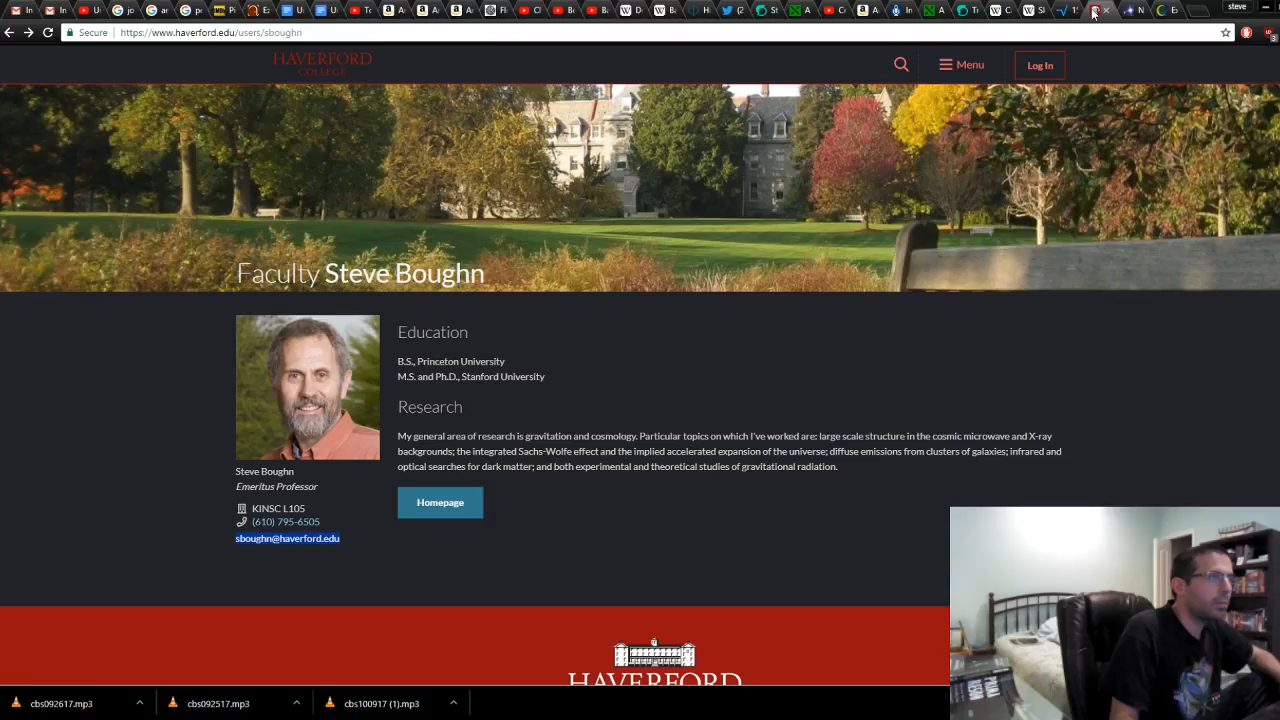 steve
Secure https://www.haverford.edu/users/sboughn
HAVERFORD
COLLEGE
Menu
Log In
Faculty Steve Boughn
Education
B.S., Princeton University
M.S. and Ph.D., Stanford University
Research
My general area of research is gravitation and cosmology. Particular topics on which I've worked are: large scale structure in the cosmic microwave and X-ray
backgrounds; the integrated Sachs-Wolfe effect and the implied accelerated expansion of the universe; diffuse emissions from clusters of galaxies; infrared and
optical searches for dark matter; and both experimental and theoretical studies of gravitational radiation.
Homepage
Steve Boughn
Emeritus Professor
KINSC L105
(610) 795-6505
sboughn@haverford.edu
HAVERFORD
cbs092617.mp3
cbs092517.mp3
cbs100917 (1).mp3